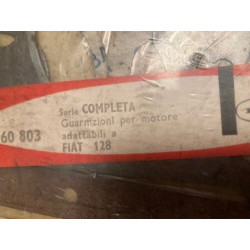 Serie COMPLETA
60 803 Guarnizioni per motore
adattabili a
FIAT 128